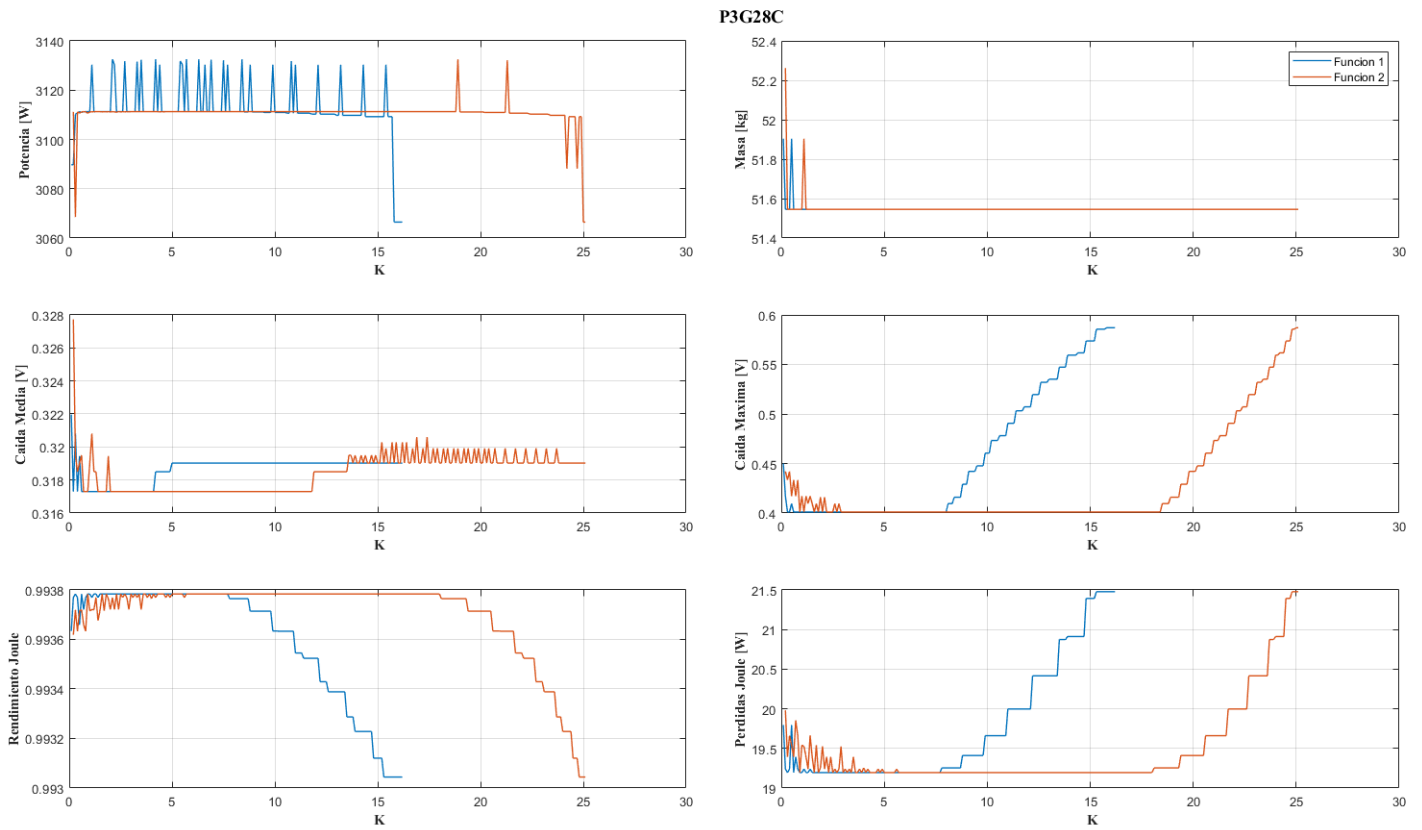 P3G28C
Potencia [W]
3140
3120
3100
3080
3060
0 5 10 15 20 25 30
K
Masa [kg]
52.4
52.2
52
51.8
51.6
51.4
0 5 10 15 20 25 30
K
Funcion 1
Funcion 2
Caida Media [V]
0.328
0.326
0.324
0.322
0.32
0.318
0.316
0 5 10 15 20 25 30
K
Caida Maxima [V]
0.6
0.55
0.5
0.45
0.4
0 5 10 15 20 25 30
K
Rendimiento Joule
0.9938
0.9936
0.9934
0.9932
0.993
0 5 10 15 20 25 30
K
Perdidas Joule [W]
21.5
21
20.5
20
19.5
19
0 5 10 15 20 25 30
K